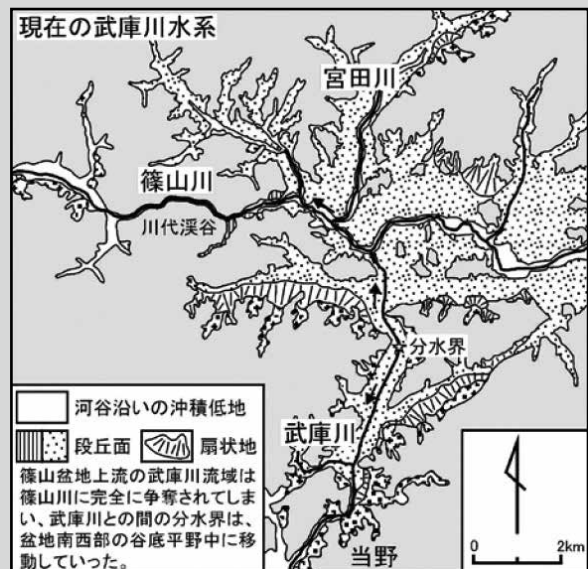 現在の武庫川水系
宮田川
篠山川
川代渓谷
分水界
武庫川
当野
河谷沿いの沖積低地
段丘面
扇状地
篠山盆地上流の武庫川流域は
篠山川に完全に争奪されてしま
い、武庫川との間の分水界は、
盆地南西部の谷底平野中に移
動していった。
0 2km